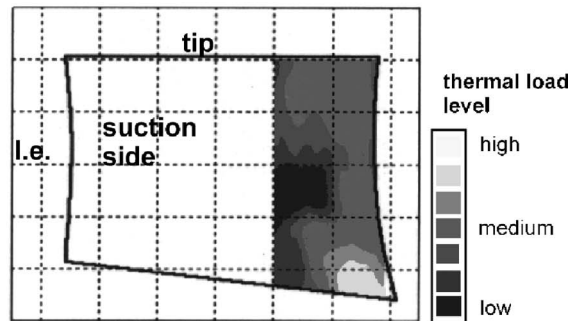 tip
l.e.
suction
side
thermal load
level
high
medium
low